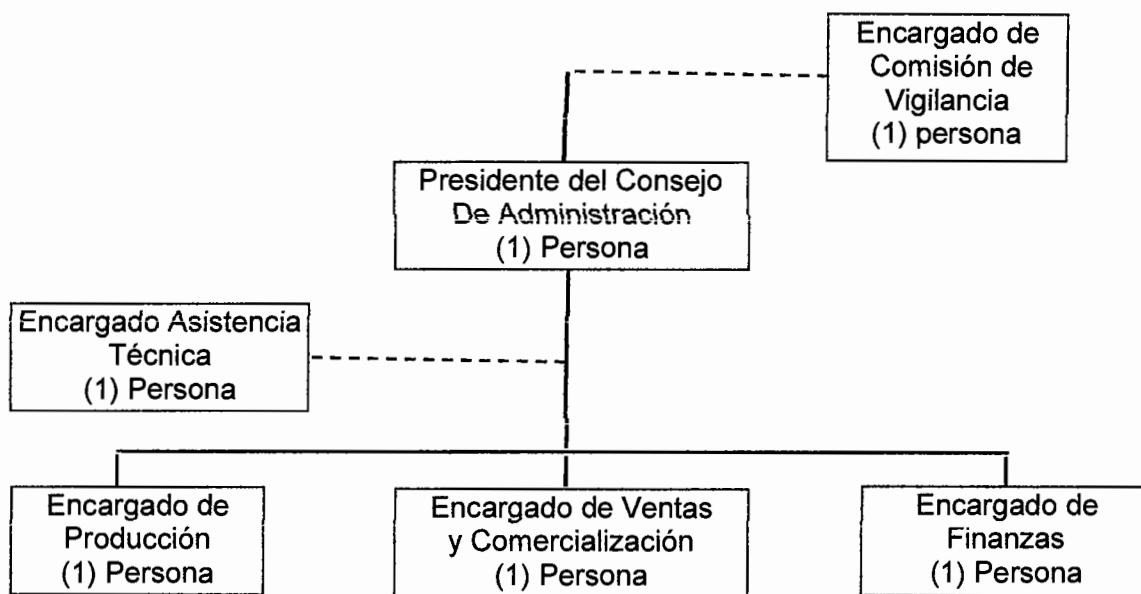 Encargado de
Comisión de
Vigilancia
(1) persona
Presidente del Consejo
De Administración
(1) Persona
Encargado Asistencia
Técnica
(1) Persona
Encargado de
Producción
(1) Persona
Encargado de Ventas
y Comercialización
(1) Persona
Encargado de
Finanzas
(1) Persona